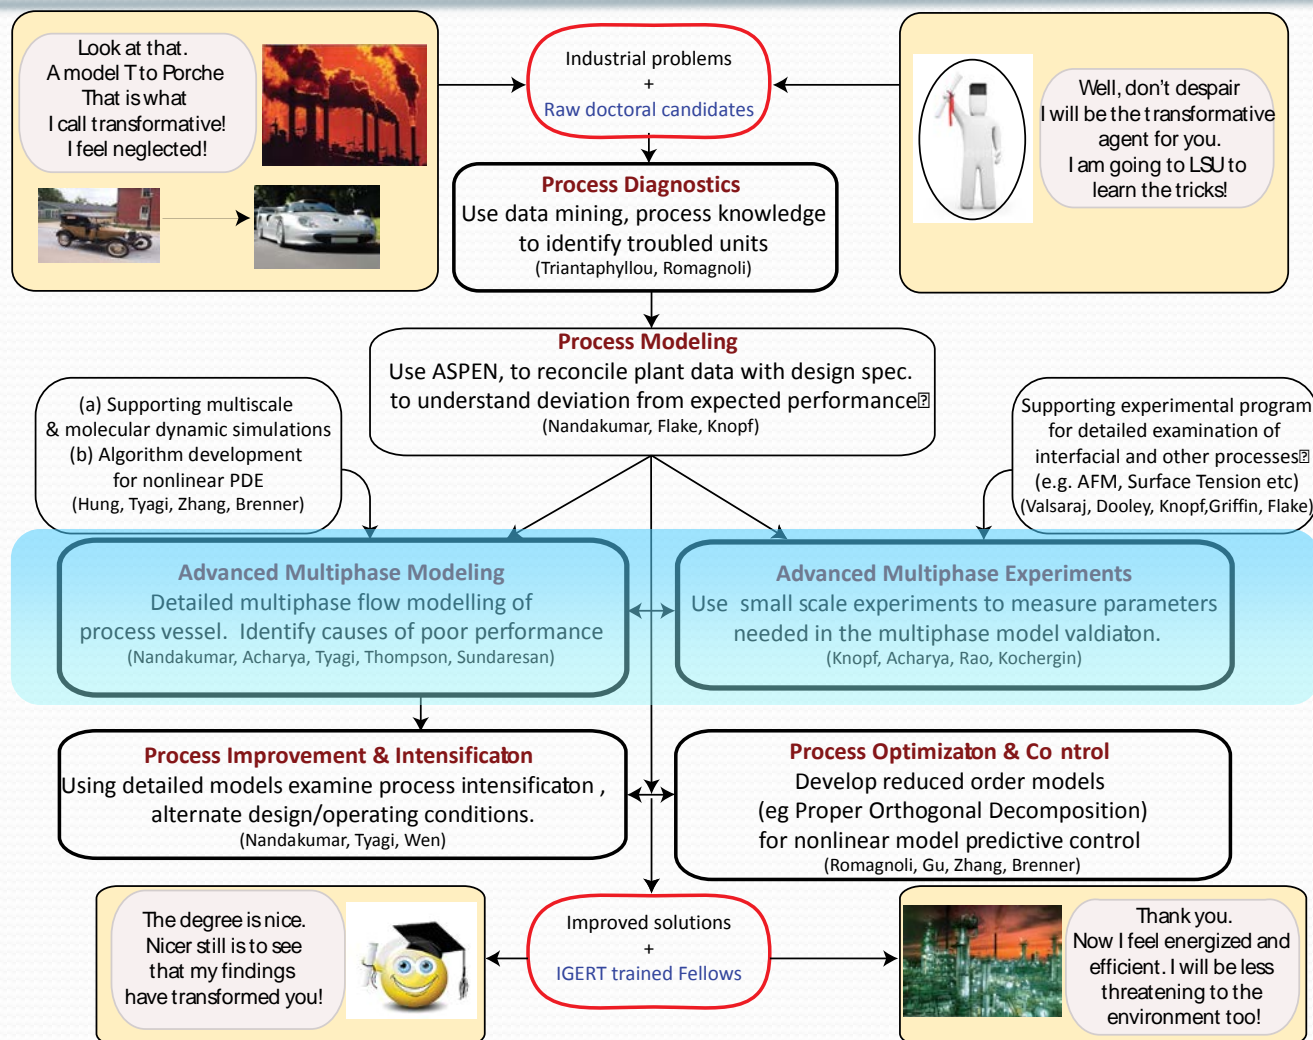 Look at that.
A model T to Porche
That is what
I call transformative!
I feel neglected!
Industrial problems
+
Raw doctoral candidates
Well, don't despair
I will be the transformative
agent for you.
I am going to LSU to
learn the tricks!
Process Diagnostics
Use data mining, process knowledge
to identify troubled units
(Triantaphyllou, Romagnoli)
Process Modeling
Use ASPEN, to reconcile plant data with design spec.
to understand deviation from expected performance
(Nandakumar, Flake, Knopf)
(a) Supporting multiscale
& molecular dynamic simulations
(b) Algorithm development
for nonlinear PDE
(Hung, Tyagi, Zhang, Brenner)
Supporting experimental program
for detailed examination of
interfacial and other processes
(e.g. AFM, Surface Tension etc)
(Valsaraj, Dooley, Knopf,Griffin, Flake)
Advanced Multiphase Modeling
Detailed multiphase flow modelling of
process vessel. Identify causes of poor performance
(Nandakumar, Acharya, Tyagi, Thompson, Sundaresan)
Advanced Multiphase Experiments
Use small scale experiments to measure parameters
needed in the multiphase model valdiaton.
(Knopf, Acharya, Rao, Kochergin)
Process Improvement & Intensificaton
Using detailed models examine process intensificaton ,
alternate design/operating conditions.
(Nandakumar, Tyagi, Wen)
Process Optimizaton & Co ntrol
Develop reduced order models
(eg Proper Orthogonal Decomposition)
for nonlinear model predictive control
(Romagnoli, Gu, Zhang, Brenner)
The degree is nice.
Nicer still is to see
that my findings
have transformed you!
Improved solutions
+
IGERT trained Fellows
Thank you.
Now I feel energized and
efficient. I will be less
threatening to the
environment too!